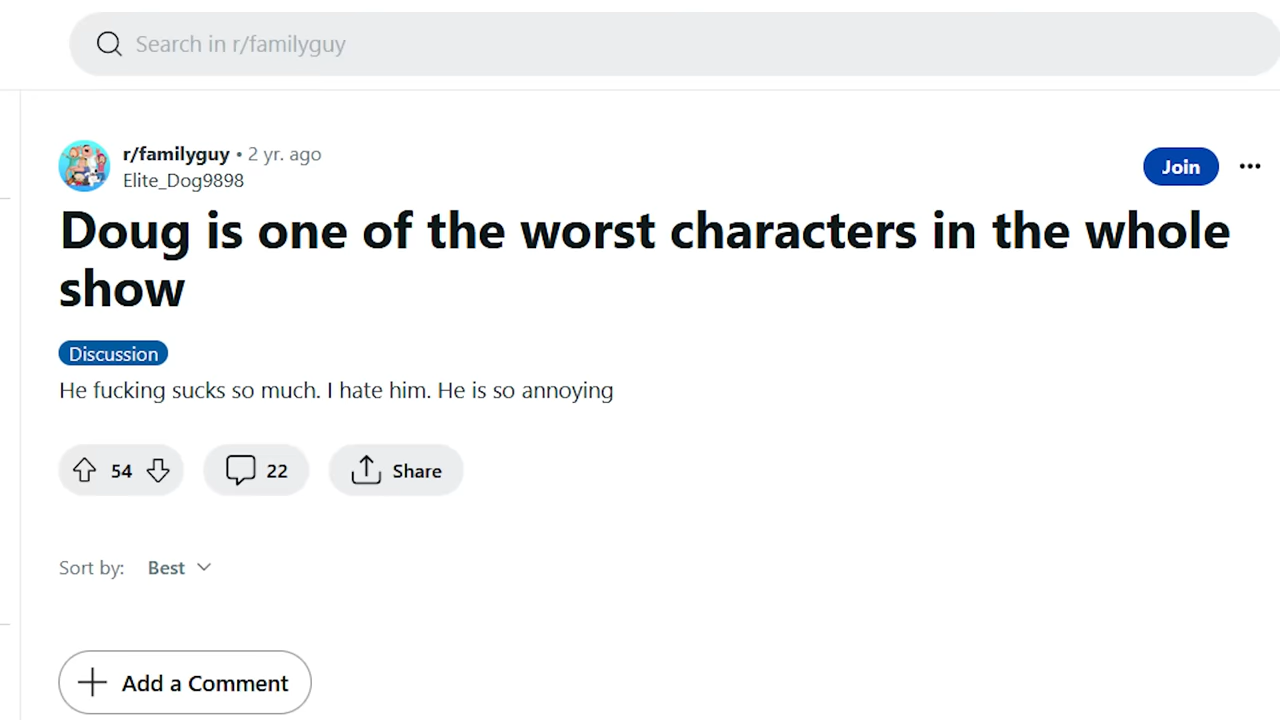 Search in r/familyguy
r/familyguy • 2 yr. ago
Elite_Dog9898
Join
Doug is one of the worst characters in the whole
show
Discussion
He fucking sucks so much. I hate him. He is so annoying
54
22
Share
Sort by: Best
Add a Comment